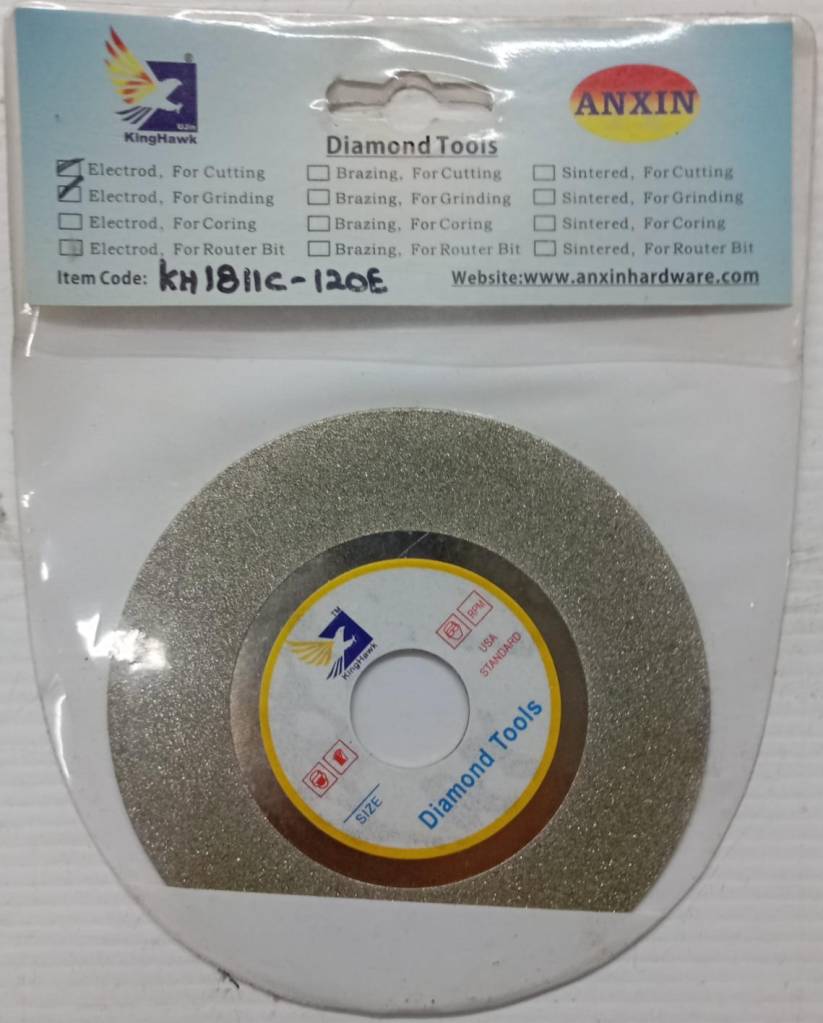 ®
UJin
KingHawk
ANXIN
Diamond Tools
Electrod, For Cutting
Brazing, For Cutting
Sintered, For Cutting
Electrod, For Grinding
Brazing, For Grinding
Sintered, For Grinding
Electrod, For Coring
Brazing, For Coring
Sintered, For Coring
Electrod, For Router Bit
Brazing, For Router Bit
Sintered, For Router Bit
Item Code: KH1811C-120E
Website:www.anxinhardware.com
TM
KingHawk
RPM
USA
STANDARD
SIZE
Diamond Tools